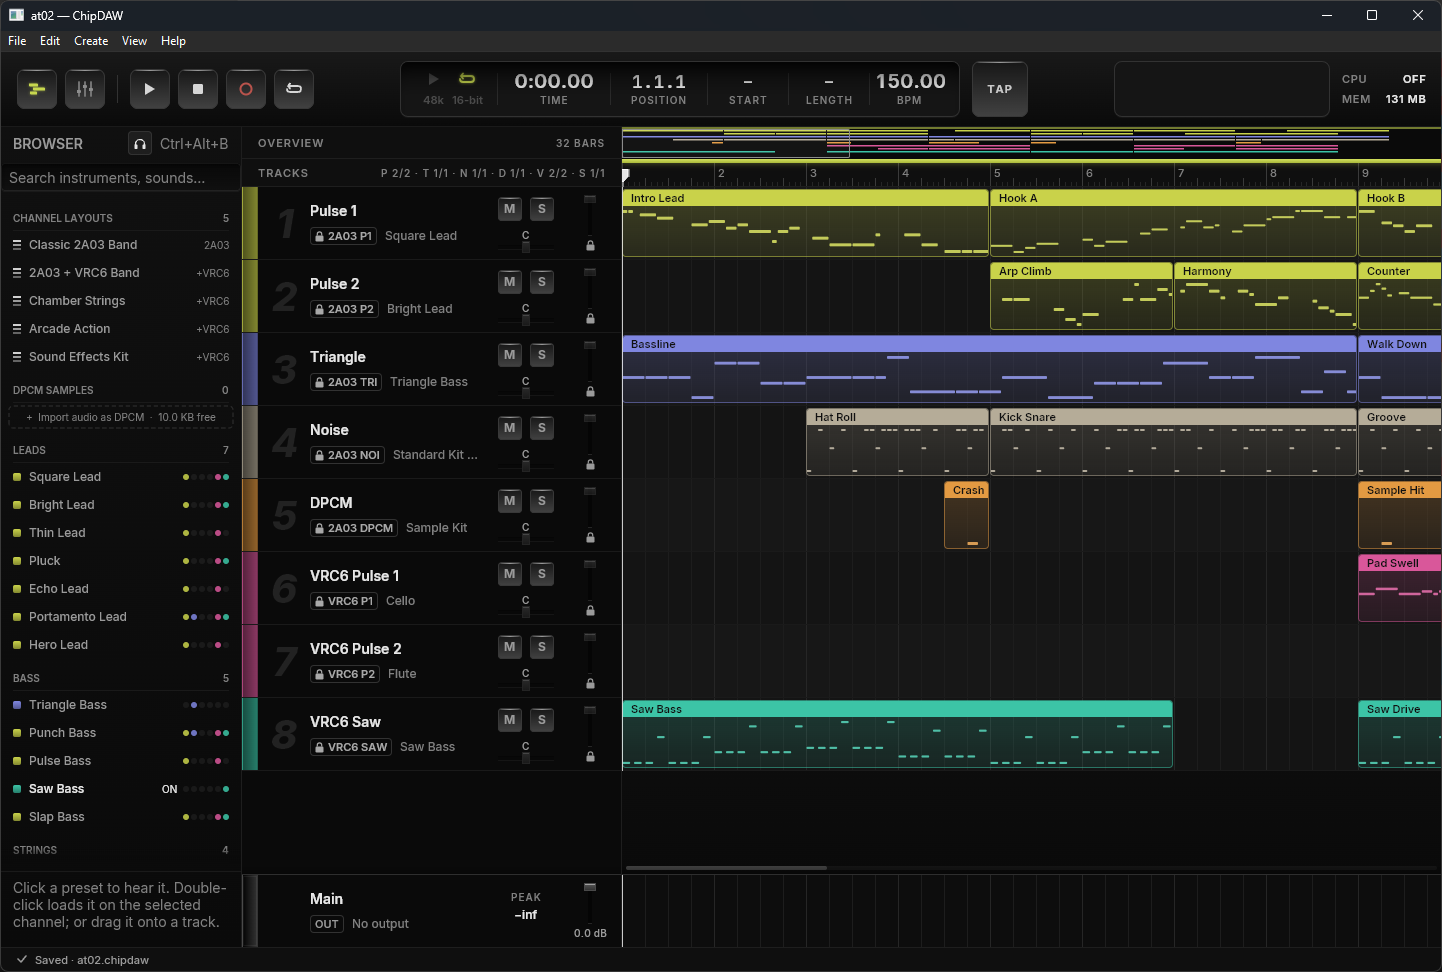 at02 — ChipDAW
File Edit Create View Help
48k 16-bit
0:00.00 TIME
1.1.1 POSITION
– START
– LENGTH
150.00 BPM
TAP
CPU OFF
MEM 131 MB
BROWSER Ctrl+Alt+B
Search instruments, sounds...
CHANNEL LAYOUTS 5
Classic 2A03 Band 2A03
2A03 + VRC6 Band +VRC6
Chamber Strings +VRC6
Arcade Action +VRC6
Sound Effects Kit +VRC6
DPCM SAMPLES 0
+ Import audio as DPCM · 10.0 KB free
LEADS 7
Square Lead
Bright Lead
Thin Lead
Pluck
Echo Lead
Portamento Lead
Hero Lead
BASS 5
Triangle Bass
Punch Bass
Pulse Bass
Saw Bass ON
Slap Bass
STRINGS 4
Click a preset to hear it. Double-
click loads it on the selected
channel; or drag it onto a track.
OVERVIEW 32 BARS
TRACKS P 2/2 · T 1/1 · N 1/1 · D 1/1 · V 2/2 · S 1/1
2 3 4 5 6 7 8 9
1 Pulse 1 M S
2A03 P1 Square Lead C
Intro Lead Hook A Hook B
2 Pulse 2 M S
2A03 P2 Bright Lead C
Arp Climb Harmony Counter
3 Triangle M S
2A03 TRI Triangle Bass C
Bassline Walk Down
4 Noise M S
2A03 NOI Standard Kit ... C
Hat Roll Kick Snare Groove
5 DPCM M S
2A03 DPCM Sample Kit C
Crash Sample Hit
6 VRC6 Pulse 1 M S
VRC6 P1 Cello C
Pad Swell
7 VRC6 Pulse 2 M S
VRC6 P2 Flute C
8 VRC6 Saw M S
VRC6 SAW Saw Bass C
Saw Bass Saw Drive
Main PEAK
OUT No output –inf
0.0 dB
Saved · at02.chipdaw